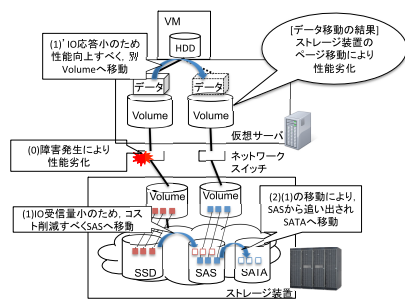 VM
HDD
(1)’IO応答小のため
性能向上すべく，別
Volumeへ移動
[データ移動の結果]
ストレージ装置の
ページ移動により
性能劣化
データ
データ
Volume
Volume
仮想サーバ
(0)障害発生により
性能劣化
ネットワーク
スイッチ
Volume
Volume
(1)IO受信量小のため，コス
ト削減すべくSASへ移動
(2)(1)の移動により，
SASから追い出され
SATAへ移動
SSD
SAS
SATA
ストレージ装置